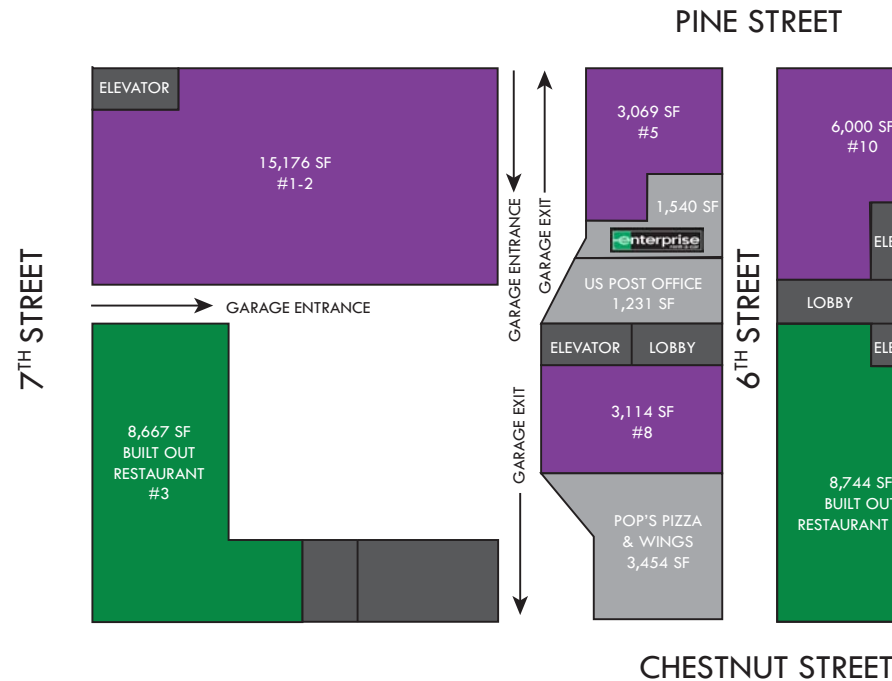 PINE STREET
ELEVATOR
15,176 SF
#1-2
3,069 SF
#5
6,000 SF
#10
1,540 SF
enterprise
GARAGE ENTRANCE
GARAGE EXIT
US POST OFFICE
1,231 SF
GARAGE ENTRANCE
7TH STREET
6TH STREET
ELEVATOR
LOBBY
LOBBY
GARAGE EXIT
3,114 SF
#8
8,667 SF
BUILT OUT
RESTAURANT
#3
8,744 SF
BUILT OUT
RESTAURANT
POP'S PIZZA
& WINGS
3,454 SF
CHESTNUT STREET